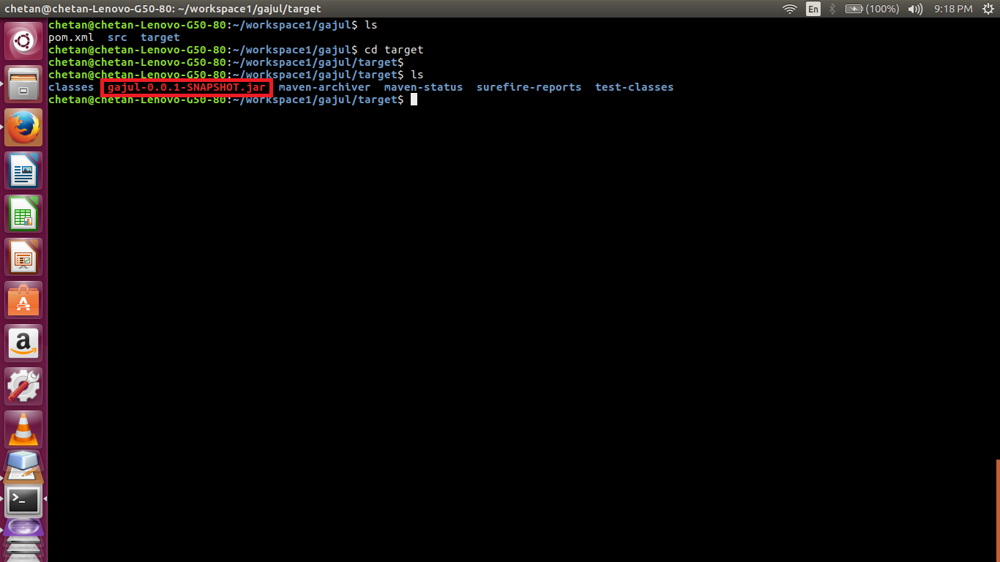 chetan@chetan-Lenovo-G50-80: ~/workspace1/gajul/target
En (100%) 9:18 PM
chetan@chetan-Lenovo-G50-80:~/workspace1/gajul$ ls
pom.xml src target
chetan@chetan-Lenovo-G50-80:~/workspace1/gajul$ cd target
chetan@chetan-Lenovo-G50-80:~/workspace1/gajul/target$
chetan@chetan-Lenovo-G50-80:~/workspace1/gajul/target$ ls
classes gajul-0.0.1-SNAPSHOT.jar maven-archiver maven-status surefire-reports test-classes
chetan@chetan-Lenovo-G50-80:~/workspace1/gajul/target$